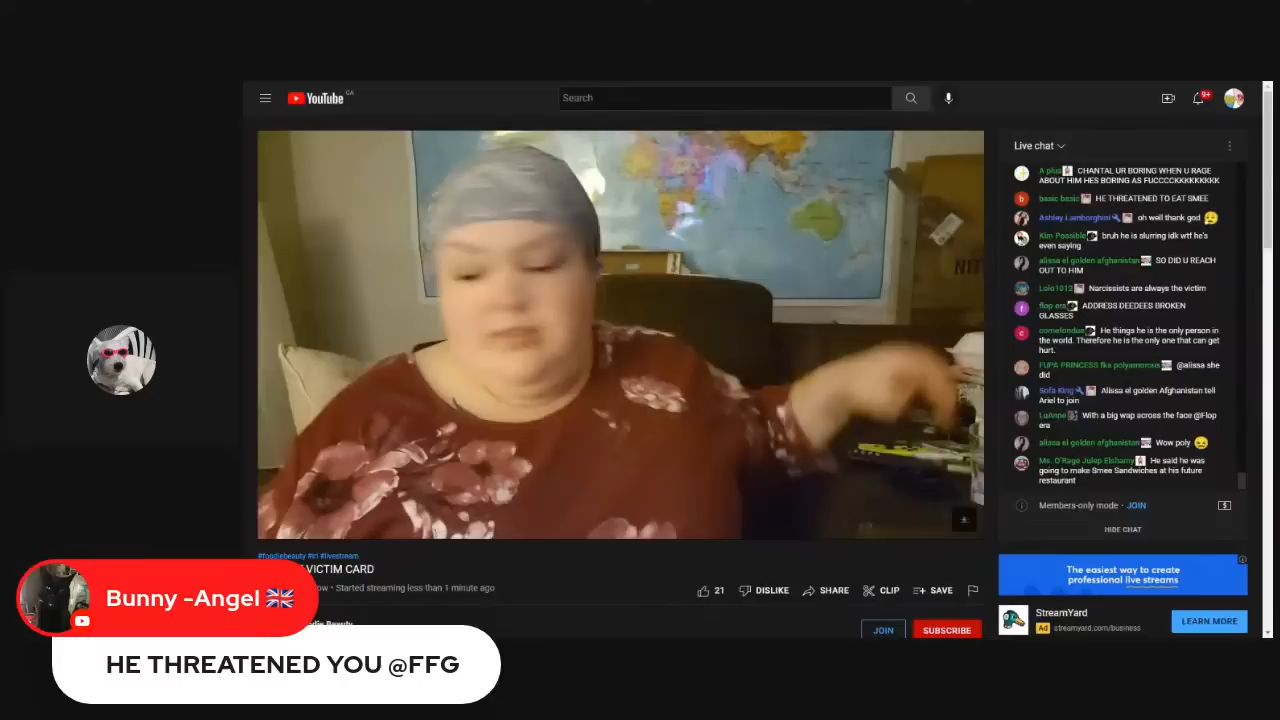 YouTube CA
Search
9+
Live chat
A plus CHANTAL UR BORING WHEN U RAGE
ABOUT HIM HES BORING AS FUCCCCKKKKKKKKK
basic basic HE THREATENED TO EAT SMEE
Ashley Lamborghini oh well thank god
Kim Possible bruh he is slurring idk wtf he's
even saying
alissa el golden afghanistan SO DID U REACH
OUT TO HIM
Lolo1012 Narcissists are always the victim
flop era ADDRESS DEEDEES BROKEN
GLASSES
comefondue He things he is the only person in
the world. Therefore he is the only one that can get
hurt.
FUPA PRINCESS fka polyamorous @alissa she
did
Sofa King Alissa el golden Afghanistan tell
Ariel to join
LuAnne With a big wap across the face @Flop
era
alissa el golden afghanistan Wow poly
Ms. O'Rage Julep Elshamy He said he was
going to make Smee Sandwiches at his future
restaurant
Members-only mode - JOIN
HIDE CHAT
#foodiebeauty #irl #livestream
VICTIM CARD
Started streaming less than 1 minute ago
21 DISLIKE SHARE CLIP SAVE
JOIN SUBSCRIBE
The easiest way to create
professional live streams
StreamYard
Ad streamyard.com/business
LEARN MORE
Bunny -Angel
HE THREATENED YOU @FFG